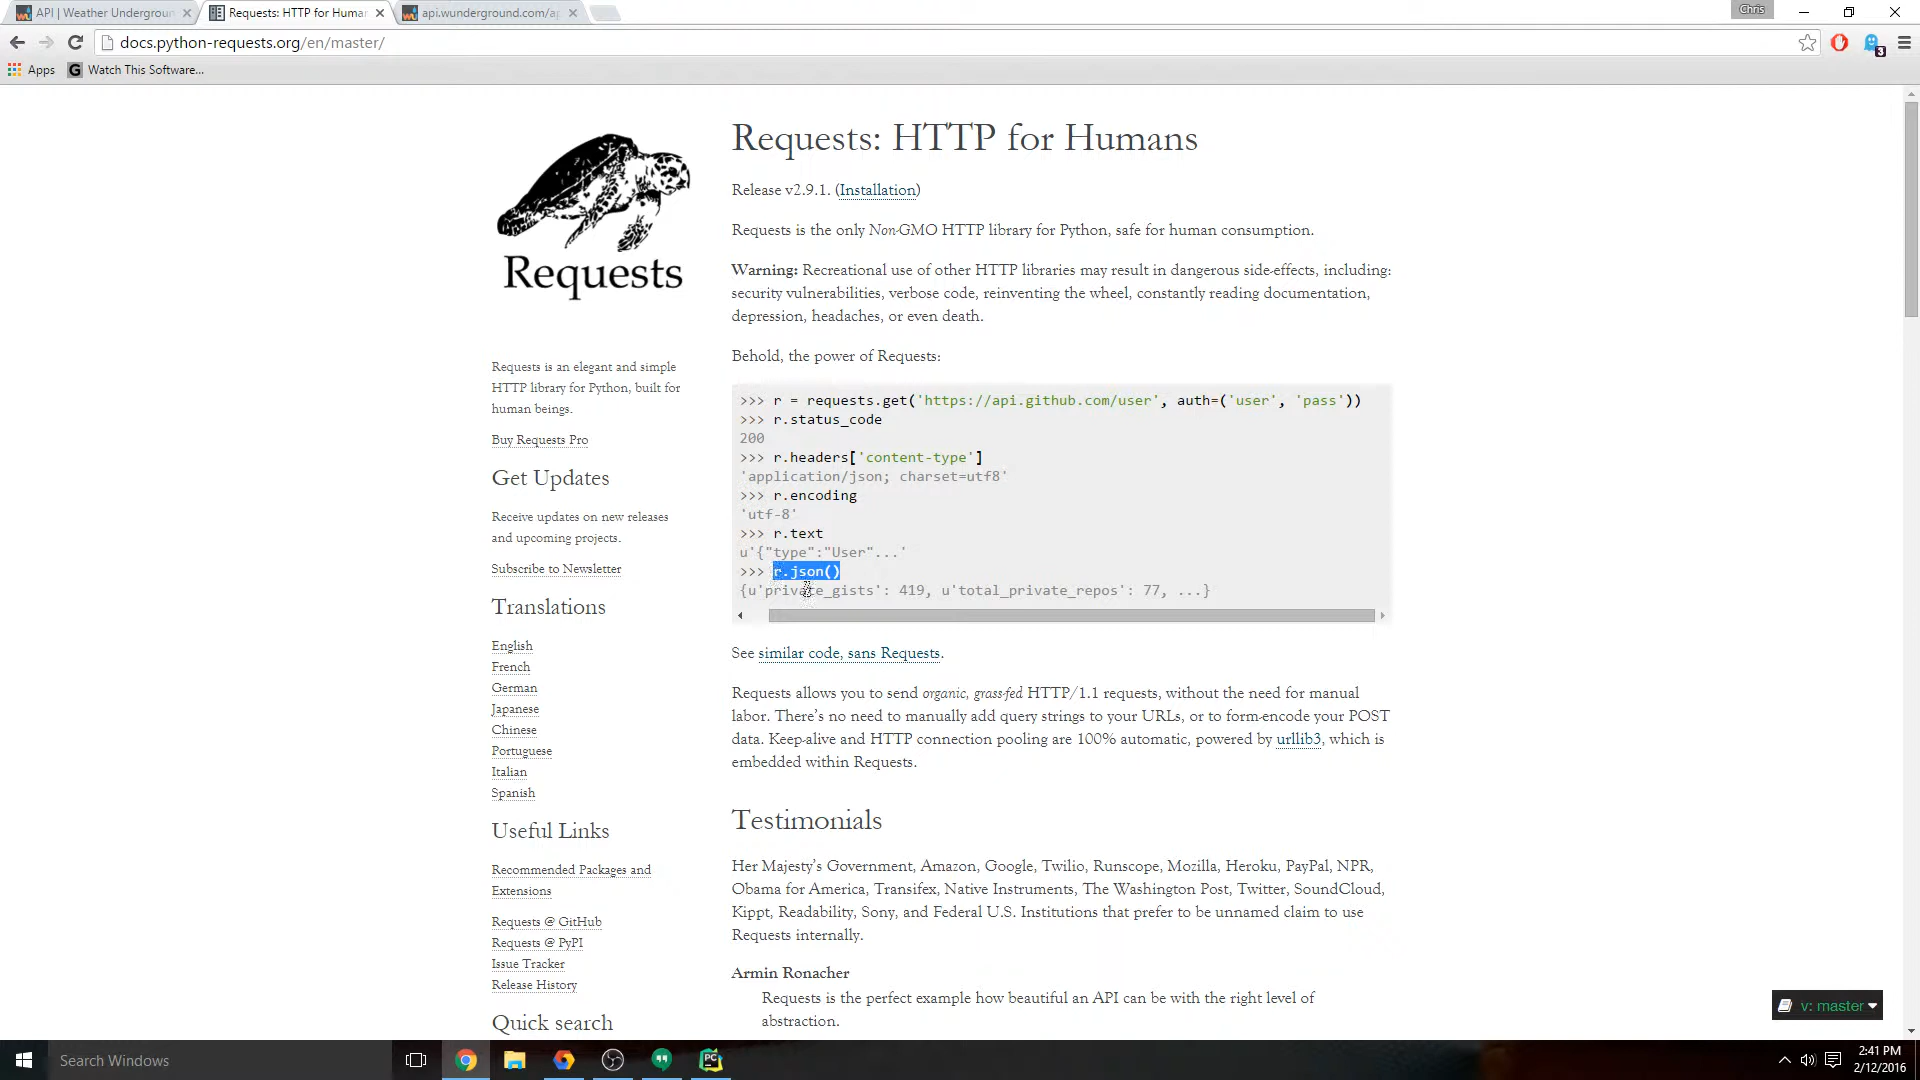 API | Weather Underground
Requests: HTTP for Human
api.wunderground.com/ap
Chris
docs.python-requests.org/en/master/
3
Apps
G Watch This Software...
Requests
Requests: HTTP for Humans
Release v2.9.1. (Installation)
Requests is the only Non-GMO HTTP library for Python, safe for human consumption.
Warning: Recreational use of other HTTP libraries may result in dangerous side-effects, including:
security vulnerabilities, verbose code, reinventing the wheel, constantly reading documentation,
depression, headaches, or even death.
Behold, the power of Requests:
>>> r = requests.get('https://api.github.com/user', auth=('user', 'pass'))
>>> r.status_code
200
>>> r.headers['content-type']
'application/json; charset=utf8'
>>> r.encoding
'utf-8'
>>> r.text
u'{"type":"User"...'
>>> r.json()
{u'private_gists': 419, u'total_private_repos': 77, ...}
See similar code, sans Requests.
Requests allows you to send organic, grass-fed HTTP/1.1 requests, without the need for manual
labor. There's no need to manually add query strings to your URLs, or to form-encode your POST
data. Keep-alive and HTTP connection pooling are 100% automatic, powered by urllib3, which is
embedded within Requests.
Testimonials
Her Majesty's Government, Amazon, Google, Twilio, Runscope, Mozilla, Heroku, PayPal, NPR,
Obama for America, Transifex, Native Instruments, The Washington Post, Twitter, SoundCloud,
Kippt, Readability, Sony, and Federal U.S. Institutions that prefer to be unnamed claim to use
Requests internally.
Armin Ronacher
Requests is the perfect example how beautiful an API can be with the right level of
abstraction.
Requests is an elegant and simple
HTTP library for Python, built for
human beings.
Buy Requests Pro
Get Updates
Receive updates on new releases
and upcoming projects.
Subscribe to Newsletter
Translations
English
French
German
Japanese
Chinese
Portuguese
Italian
Spanish
Useful Links
Recommended Packages and
Extensions
Requests @ GitHub
Requests @ PyPI
Issue Tracker
Release History
Quick search
v: master
Search Windows
PC
2:41 PM
2/12/2016